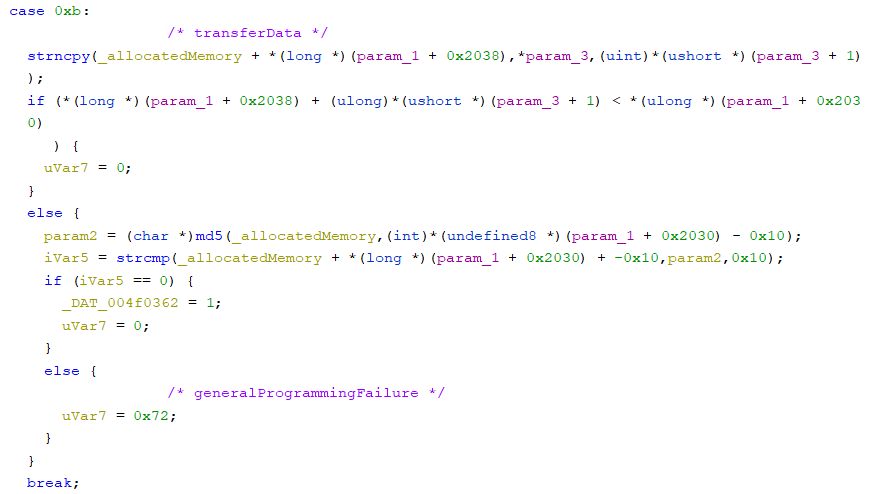 case 0xb:
/* transferData */
strncpy(_allocatedMemory + *(long *)(param_1 + 0x2038),*param_3,(uint)*(ushort *)(param_3 + 1)
);
if (*(long *)(param_1 + 0x2038) + (ulong)*(ushort *)(param_3 + 1) < *(ulong *)(param_1 + 0x203
0)
) {
uVar7 = 0;
}
else {
param2 = (char *)md5(_allocatedMemory,(int)*(undefined8 *)(param_1 + 0x2030) - 0x10);
iVar5 = strcmp(_allocatedMemory + *(long *)(param_1 + 0x2030) + -0x10,param2,0x10);
if (iVar5 == 0) {
_DAT_004f0362 = 1;
uVar7 = 0;
}
else {
/* generalProgrammingFailure */
uVar7 = 0x72;
}
}
break;